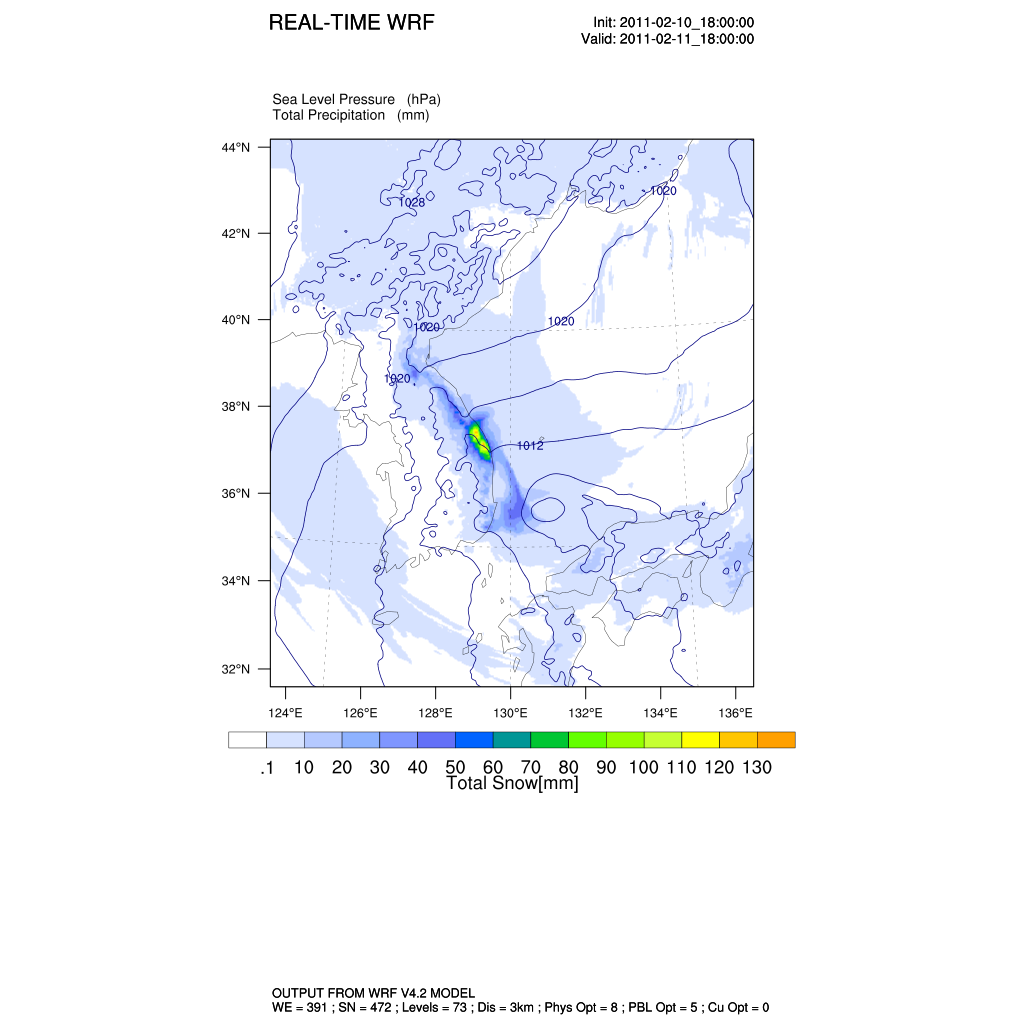 REAL-TIME WRF
Init: 2011-02-10_18:00:00
Valid: 2011-02-11_18:00:00
Sea Level Pressure (hPa)
Total Precipitation (mm)
44°N
42°N
40°N
38°N
36°N
34°N
32°N
1020
1028
1020
1020
1020
1012
124°E 126°E 128°E 130°E 132°E 134°E 136°E
.1 10 20 30 40 50 60 70 80 90 100 110 120 130
Total Snow[mm]
OUTPUT FROM WRF V4.2 MODEL
WE = 391 ; SN = 472 ; Levels = 73 ; Dis = 3km ; Phys Opt = 8 ; PBL Opt = 5 ; Cu Opt = 0